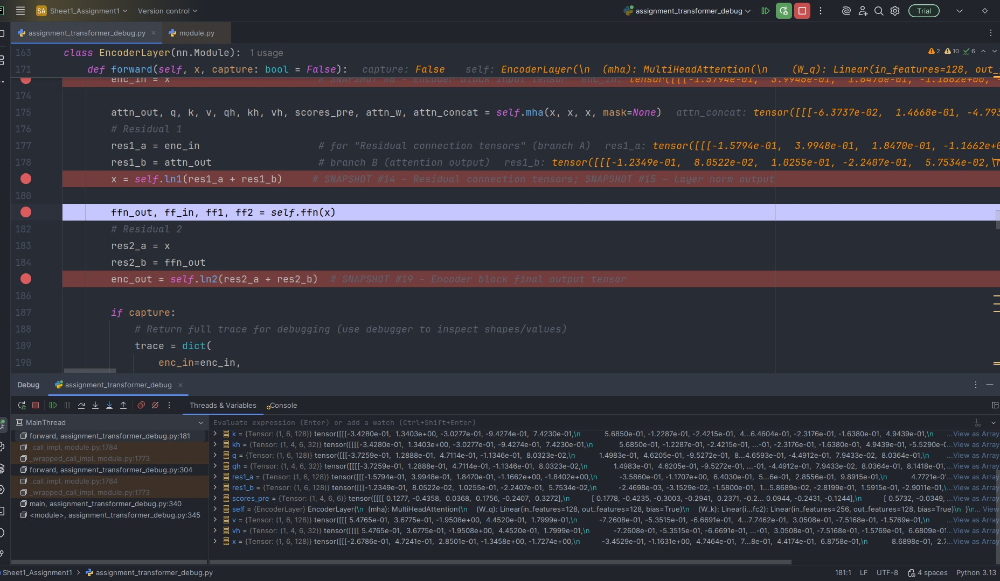 SA Sheet1_Assignment1 Version control assignment_transformer_debug Trial
assignment_transformer_debug.py module.py
163 class EncoderLayer(nn.Module): 1 usage 2 10 6
171 def forward(self, x, capture: bool = False): capture: False self: EncoderLayer(\n (mha): MultiHeadAttention(\n (W_q): Linear(in_features=128, out_
enc_in = x # SNAPSHOT #6 – Encoder block input tensor enc_in: tensor([[[-1.5794e-01, 3.9948e-01, 1.8470e-01, -1.1662e+00,
174
175 attn_out, q, k, v, qh, kh, vh, scores_pre, attn_w, attn_concat = self.mha(x, x, x, mask=None) attn_concat: tensor([[[-6.3737e-02, 1.4668e-01, -4.793
176 # Residual 1
177 res1_a = enc_in # for "Residual connection tensors" (branch A) res1_a: tensor([[[-1.5794e-01, 3.9948e-01, 1.8470e-01, -1.1662e+0
178 res1_b = attn_out # branch B (attention output) res1_b: tensor([[[-1.2349e-01, 8.0522e-02, 1.0255e-01, -2.2407e-01, 5.7534e-02,\n
x = self.ln1(res1_a + res1_b) # SNAPSHOT #14 – Residual connection tensors; SNAPSHOT #15 – Layer norm output
180
ffn_out, ff_in, ff1, ff2 = self.ffn(x)
182 # Residual 2
183 res2_a = x
184 res2_b = ffn_out
enc_out = self.ln2(res2_a + res2_b) # SNAPSHOT #19 – Encoder block final output tensor
186
187 if capture:
188 # Return full trace for debugging (use debugger to inspect shapes/values)
189 trace = dict(
190 enc_in=enc_in,
Debug assignment_transformer_debug
Threads & Variables Console
MainThread
forward, assignment_transformer_debug.py:181
_call_impl, module.py:1784
_wrapped_call_impl, module.py:1773
forward, assignment_transformer_debug.py:304
_call_impl, module.py:1784
_wrapped_call_impl, module.py:1773
main, assignment_transformer_debug.py:340
<module>, assignment_transformer_debug.py:345
Evaluate expression (Enter) or add a watch (Ctrl+Shift+Enter)
k = {Tensor: (1, 6, 128)} tensor([[[-3.4280e-01, 1.3403e+00, -3.0277e-01, -9.4274e-01, 7.4230e-01,\n 5.6850e-01, -1.2287e-01, -2.4215e-01, 4...6.4604e-01, -2.3176e-01, -1.6380e-01, 4.9439e-01,\n ...View as Array
kh = {Tensor: (1, 4, 6, 32)} tensor([[[[-3.4280e-01, 1.3403e+00, -3.0277e-01, -9.4274e-01, 7.4230e-01,\n 5.6850e-01, -1.2287e-01, -2.4215e-01, ...-01, -2.3176e-01, -1.6380e-01, 4.9439e-01, -5.5290e-0...View as Array
q = {Tensor: (1, 6, 128)} tensor([[[-3.7259e-01, 1.2888e-01, 4.7114e-01, -1.1346e-01, 8.0323e-02,\n 1.4983e-01, 4.6205e-01, -9.5272e-01, 8...4.6593e-01, -4.4912e-01, 7.9433e-02, 8.0364e-01,\n ...View as Array
qh = {Tensor: (1, 4, 6, 32)} tensor([[[[-3.7259e-01, 1.2888e-01, 4.7114e-01, -1.1346e-01, 8.0323e-02,\n 1.4983e-01, 4.6205e-01, -9.5272e-01, ...-01, -4.4912e-01, 7.9433e-02, 8.0364e-01, 8.1418e-01,...View as Array
res1_a = {Tensor: (1, 6, 128)} tensor([[[-1.5794e-01, 3.9948e-01, 1.8470e-01, -1.1662e+00, -1.8402e+00,\n -3.5860e-01, -1.1707e+00, 6.4030e-01, 5...6e-01, 2.8556e-01, 9.8915e-01,\n 4.7721e-0...View as Array
res1_b = {Tensor: (1, 6, 128)} tensor([[[-1.2349e-01, 8.0522e-02, 1.0255e-01, -2.2407e-01, 5.7534e-02,\n -2.4698e-03, -3.1529e-02, -1.5800e-01, 1...5.8689e-02, -2.8199e-01, 1.5915e-01, -2.9011e-01,\...View as Array
scores_pre = {Tensor: (1, 4, 6, 6)} tensor([[[[ 0.1277, -0.4358, 0.0368, 0.1756, -0.2407, 0.3272],\n [ 0.1778, -0.4235, -0.3003, -0.2941, 0.2371, -0.2... 0.0944, -0.2431, -0.1244],\n [ 0.5732, -0.0349,...View as Array
self = {EncoderLayer} EncoderLayer(\n (mha): MultiHeadAttention(\n (W_q): Linear(in_features=128, out_features=128, bias=True)\n (W_k): Linear(i...fc2): Linear(in_features=256, out_features=128, bias=True)\n )\n... View
v = {Tensor: (1, 6, 128)} tensor([[[ 5.4765e-01, 3.6775e-01, -1.9508e+00, 4.4520e-01, 1.7999e-01,\n -7.2608e-01, -5.3515e-01, -6.6691e-01, 4...7.7462e-01, 3.0508e-01, -7.5168e-01, -1.5769e-01,\n ...View as Array
vh = {Tensor: (1, 4, 6, 32)} tensor([[[[ 5.4765e-01, 3.6775e-01, -1.9508e+00, 4.4520e-01, 1.7999e-01,\n -7.2608e-01, -5.3515e-01, -6.6691e-01, ...-01, 3.0508e-01, -7.5168e-01, -1.5769e-01, 6.6809e-01...View as Array
x = {Tensor: (1, 6, 128)} tensor([[[-2.6786e-01, 4.7241e-01, 2.8501e-01, -1.3458e+00, -1.7274e+00,\n -3.4529e-01, -1.1631e+00, 4.7464e-01, 7...8e-01, 4.4174e-01, 6.8758e-01,\n 8.6898e-01, 2.7...View as Array
Sheet1_Assignment1 > assignment_transformer_debug.py 181:1 LF UTF-8 4 spaces Python 3.13